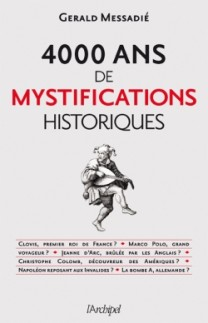 GERALD MESSADIÉ
4000 ANS
DE
MYSTIFICATIONS
HISTORIQUES
CLOVIS, PREMIER ROI DE FRANCE ? • MARCO POLO, GRAND
VOYAGEUR ? • JEANNE D'ARC, BRÛLÉE PAR LES ANGLAIS ? •
CHRISTOPHE COLOMB, DÉCOUVREUR DES AMÉRIQUES ? •
NAPOLÉON REPOSANT AUX INVALIDES ? • LA BOMBE A, ALLEMANDE ?
l'Archipel